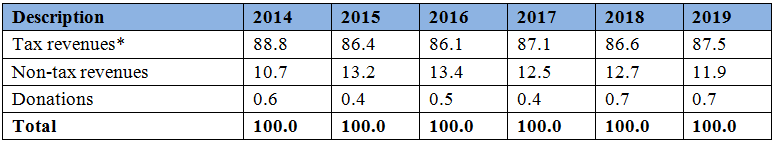 Description 2014 2015 2016 2017 2018 2019
Tax revenues* 88.8 86.4 86.1 87.1 86.6 87.5
Non-tax revenues 10.7 13.2 13.4 12.5 12.7 11.9
Donations 0.6 0.4 0.5 0.4 0.7 0.7
Total 100.0 100.0 100.0 100.0 100.0 100.0